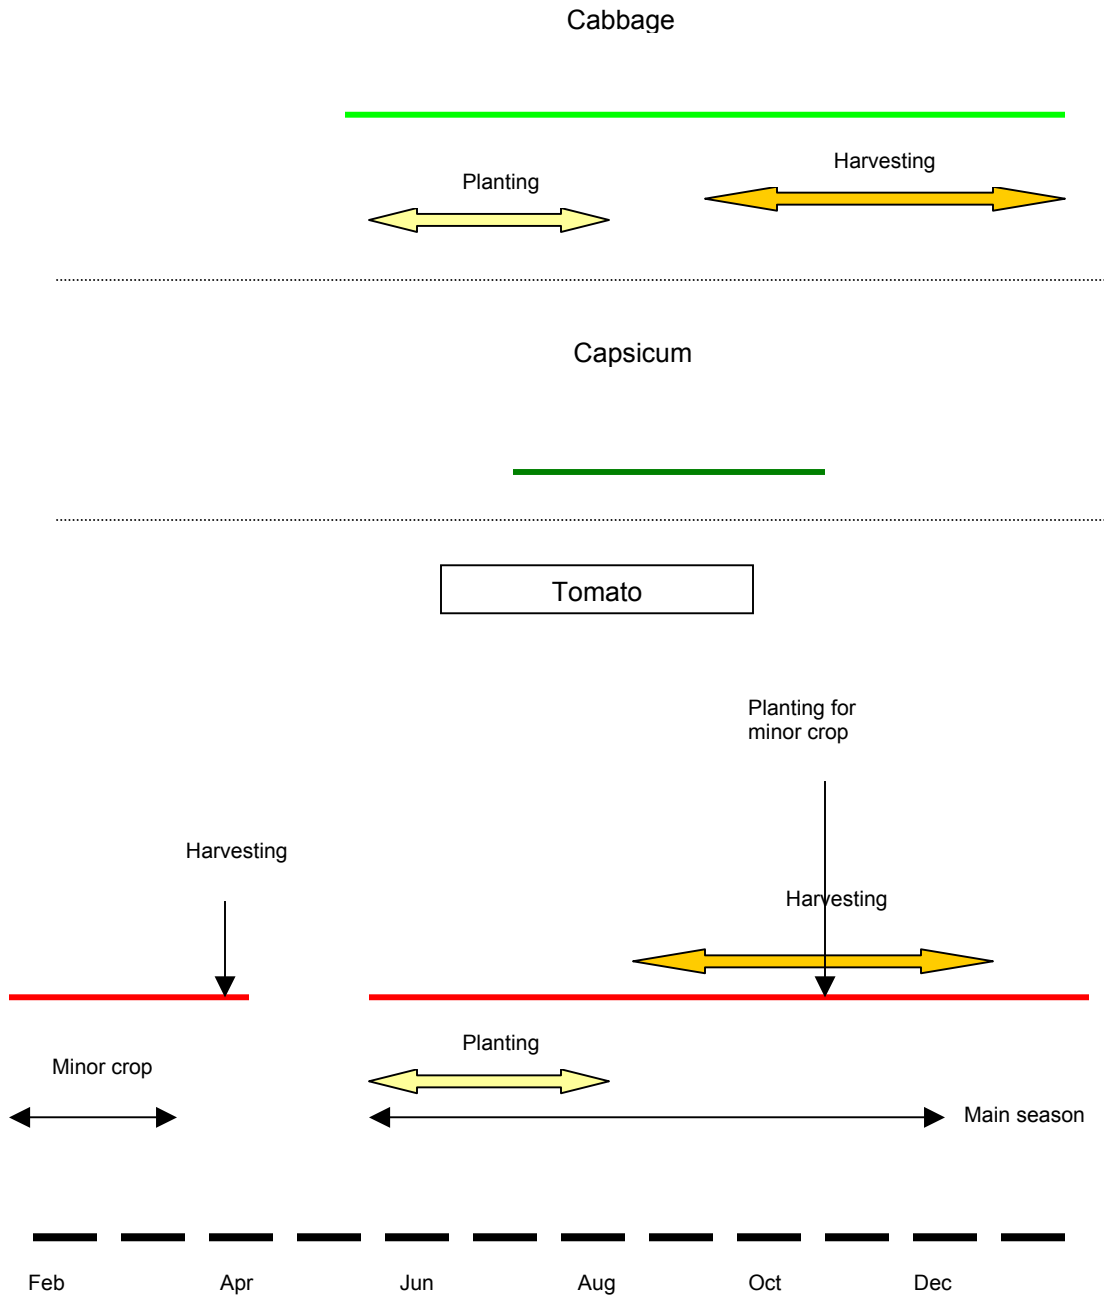 Cabbage
Harvesting
Planting
Capsicum
Tomato
Planting for
minor crop
Harvesting
Harvesting
Planting
Minor crop
Main season
Feb Apr Jun Aug Oct Dec